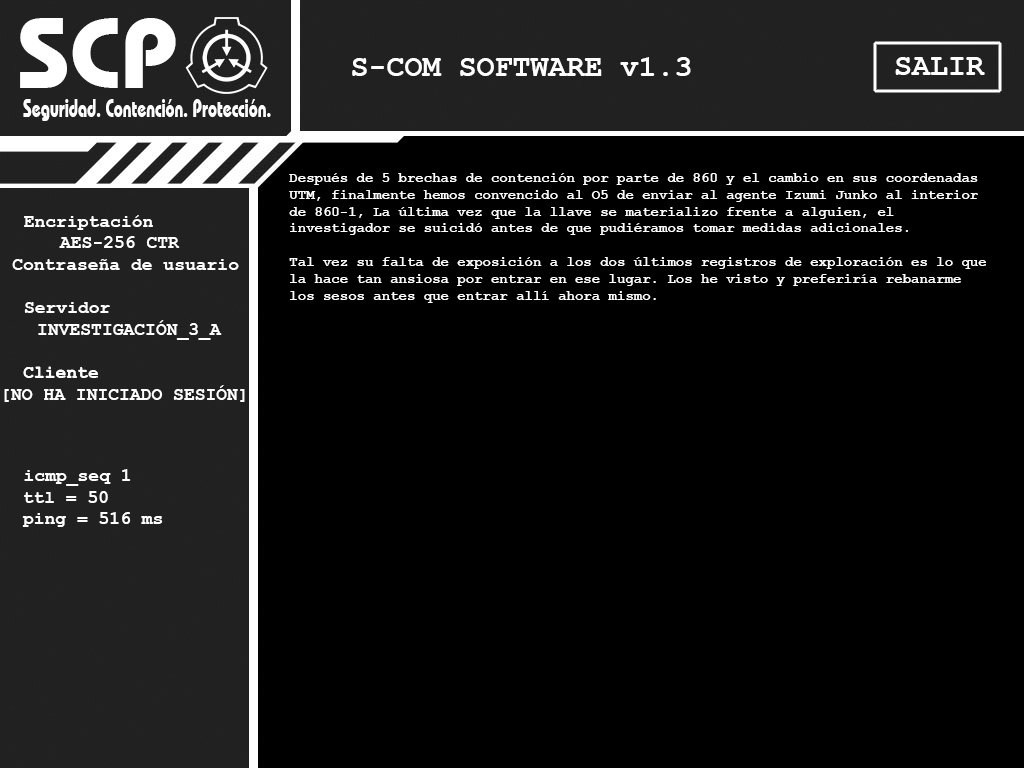 SCP
Seguridad. Contención. Protección.
S-COM SOFTWARE v1.3
SALIR
Encriptación
AES-256 CTR
Contraseña de usuario
Servidor
INVESTIGACIÓN_3_A
Cliente
[NO HA INICIADO SESIÓN]
icmp_seq 1
ttl = 50
ping = 516 ms
Después de 5 brechas de contención por parte de 860 y el cambio en sus coordenadas
UTM, finalmente hemos convencido al O5 de enviar al agente Izumi Junko al interior
de 860-1, La última vez que la llave se materializo frente a alguien, el
investigador se suicidó antes de que pudiéramos tomar medidas adicionales.
Tal vez su falta de exposición a los dos últimos registros de exploración es lo que
la hace tan ansiosa por entrar en ese lugar. Los he visto y preferiría rebanarme
los sesos antes que entrar allí ahora mismo.